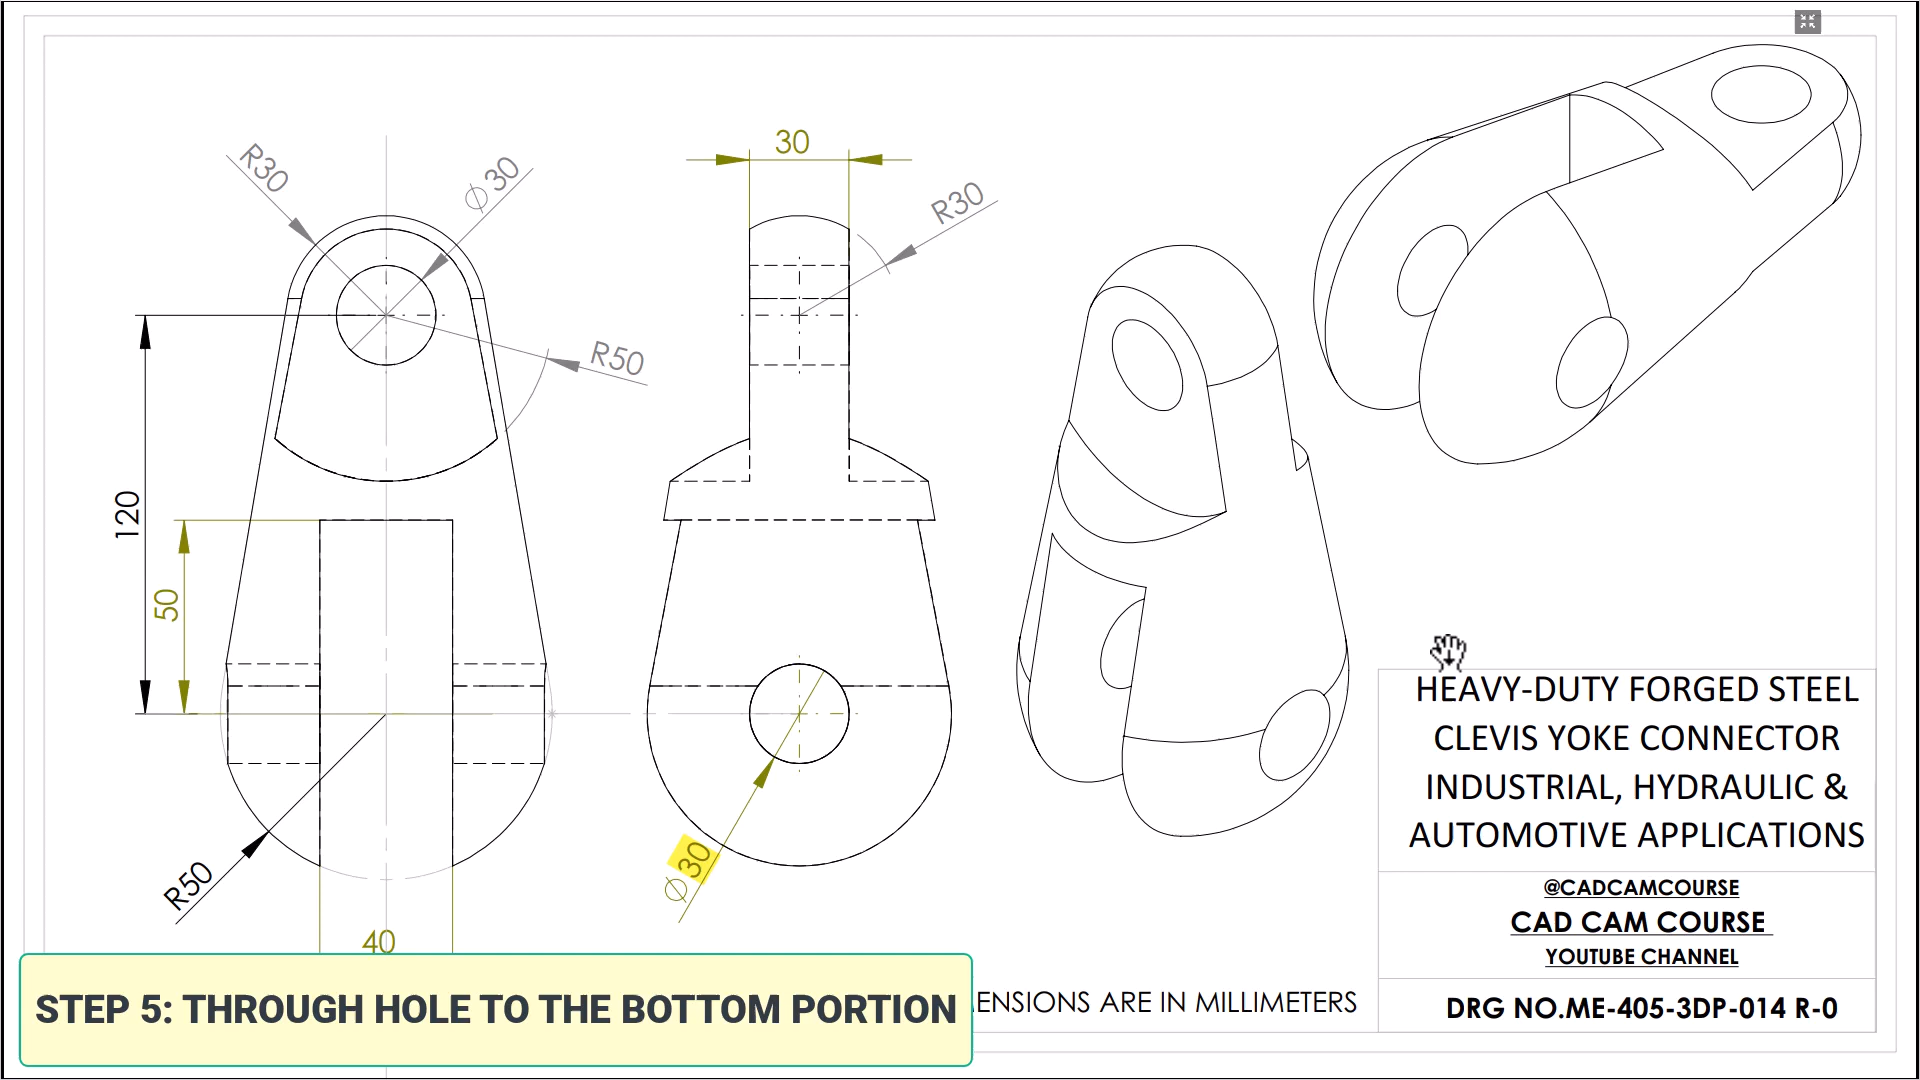 R30
Ø 30
30
R30
R50
120
50
R50
Ø 30
40
HEAVY-DUTY FORGED STEEL
CLEVIS YOKE CONNECTOR
INDUSTRIAL, HYDRAULIC &
AUTOMOTIVE APPLICATIONS
@CADCAMCOURSE
CAD CAM COURSE
YOUTUBE CHANNEL
DRG NO.ME-405-3DP-014 R-0
ENSIONS ARE IN MILLIMETERS
STEP 5: THROUGH HOLE TO THE BOTTOM PORTION